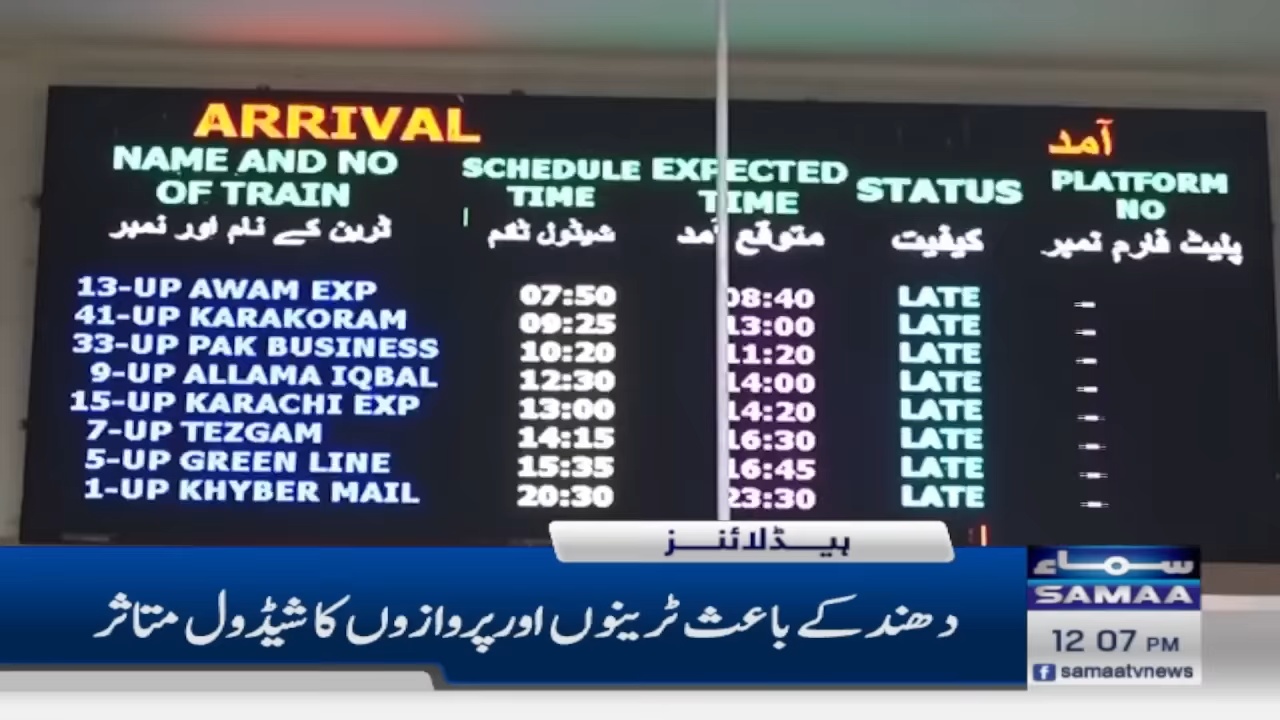 ARRIVAL آمد
NAME AND NO OF TRAIN SCHEDULE TIME EXPECTED TIME STATUS PLATFORM NO
ٹرین کے نام اور نمبر شیڈول ٹائم متوقع آمد کیفیت پلیٹ فارم نمبر
13-UP AWAM EXP 07:50 08:40 LATE --
41-UP KARAKORAM 09:25 13:00 LATE --
33-UP PAK BUSINESS 10:20 11:20 LATE --
9-UP ALLAMA IQBAL 12:30 14:00 LATE --
15-UP KARACHI EXP 13:00 14:20 LATE --
7-UP TEZGAM 14:15 16:30 LATE --
5-UP GREEN LINE 15:35 16:45 LATE --
1-UP KHYBER MAIL 20:30 23:30 LATE --
ہیڈلائنز
دھند کے باعث ٹرینوں اور پروازوں کا شیڈول متاثر
سماء
SAMAA
12 07 PM
samaatvnews